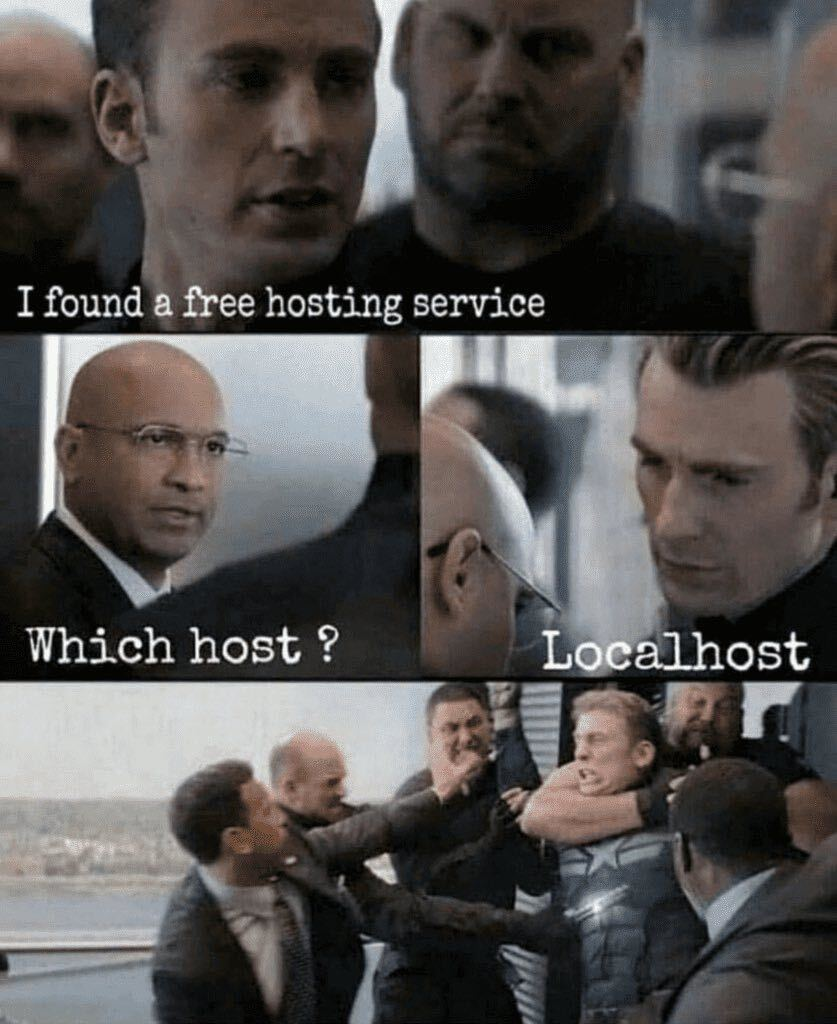 I found a free hosting service
Which host ?
Localhost